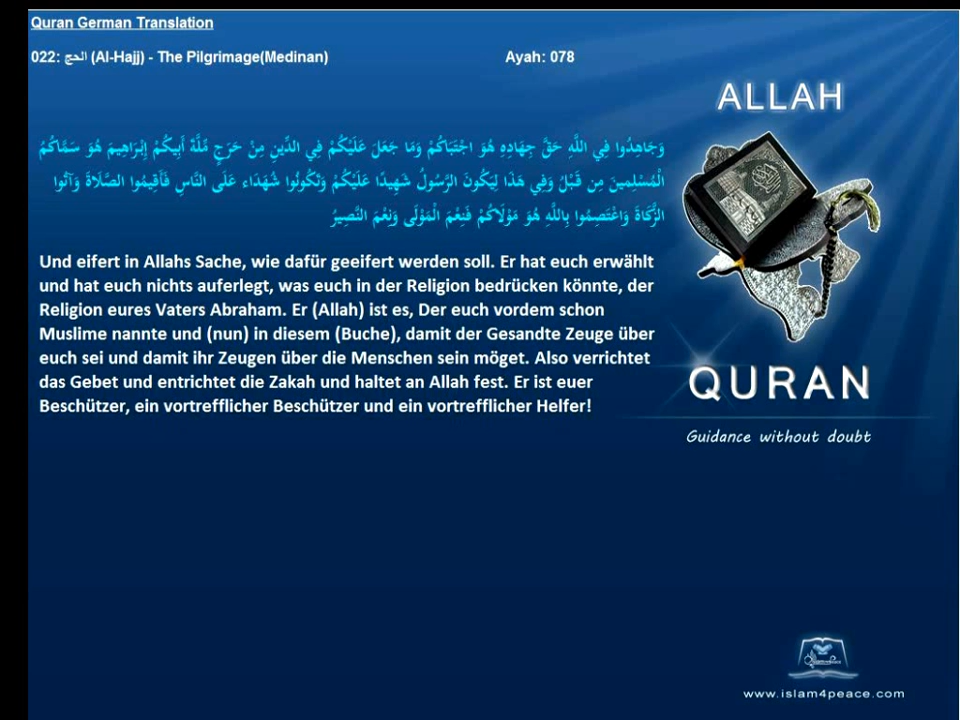 Quran German Translation
022: الحج (Al-Hajj) - The Pilgrimage(Medinan)
Ayah: 078
ALLAH
وَجَاهِدُوا فِي اللَّهِ حَقَّ جِهَادِهِ هُوَ اجْتَبَاكُمْ وَمَا جَعَلَ عَلَيْكُمْ فِي الدِّينِ مِنْ حَرَجٍ مِّلَّةَ أَبِيكُمْ إِبْرَاهِيمَ هُوَ سَمَّاكُمُ
الْمُسْلِمينَ مِن قَبْلُ وَفِي هَذَا لِيَكُونَ الرَّسُولُ شَهِيدًا عَلَيْكُمْ وَتَكُونُوا شُهَدَاء عَلَى النَّاسِ فَأَقِيمُوا الصَّلَاةَ وَآتُوا
الزَّكَاةَ وَاعْتَصِمُوا بِاللَّهِ هُوَ مَوْلَاكُمْ فَنِعْمَ الْمَوْلَى وَنِعْمَ النَّصِيرُ
Und eifert in Allahs Sache, wie dafür geeifert werden soll. Er hat euch erwählt
und hat euch nichts auferlegt, was euch in der Religion bedrücken könnte, der
Religion eures Vaters Abraham. Er (Allah) ist es, Der euch vordem schon
Muslime nannte und (nun) in diesem (Buche), damit der Gesandte Zeuge über
euch sei und damit ihr Zeugen über die Menschen sein möget. Also verrichtet
das Gebet und entrichtet die Zakah und haltet an Allah fest. Er ist euer
Beschützer, ein vortrefflicher Beschützer und ein vortrefflicher Helfer!
QURAN
Guidance without doubt
www.islam4peace.com